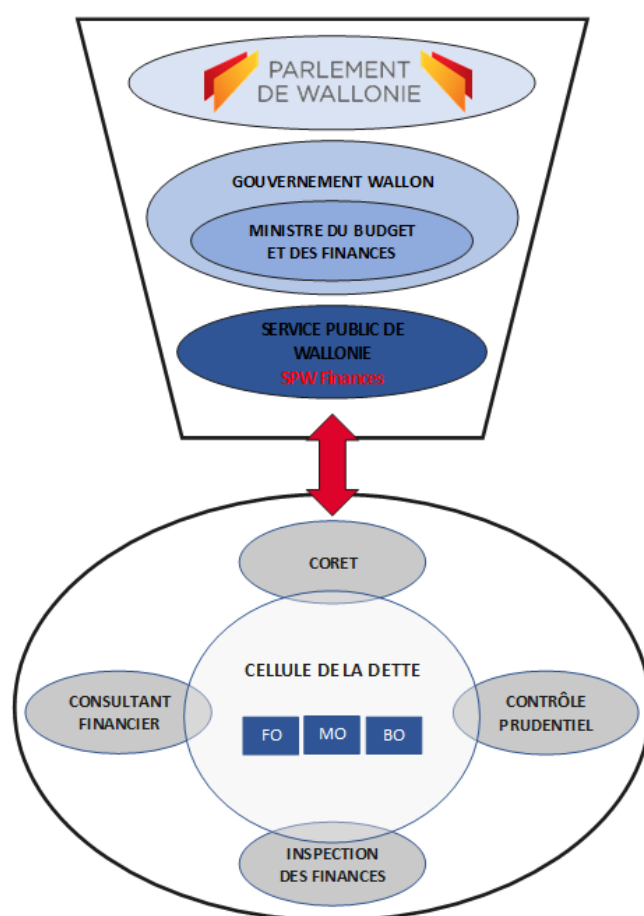 PARLEMENT
DE WALLONIE
GOUVERNEMENT WALLON
MINISTRE DU BUDGET
ET DES FINANCES
SERVICE PUBLIC DE
WALLONIE
SPW Finances
CORET
CELLULE DE LA DETTE
CONSULTANT
FINANCIER
CONTRÔLE
PRUDENTIEL
FO MO BO
INSPECTION
DES FINANCES